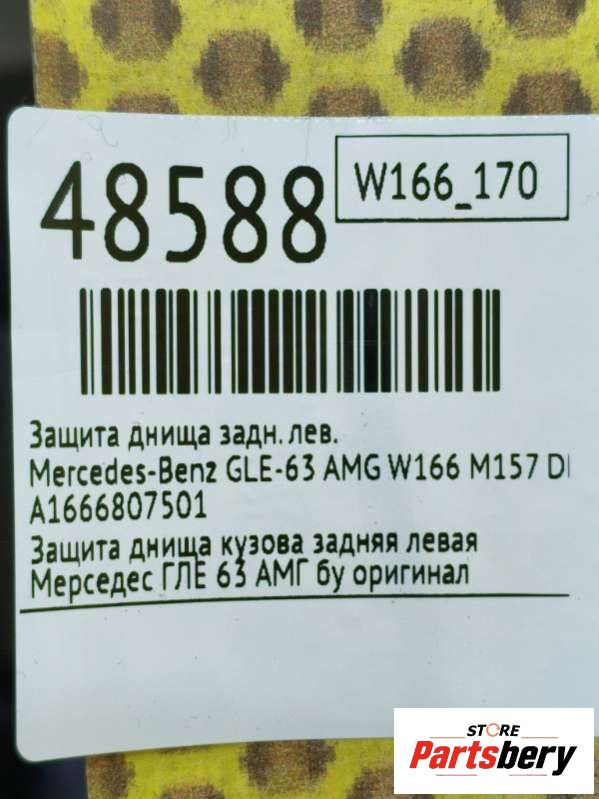 48588
W166_170
Защита днища задн. лев.
Mercedes-Benz GLE-63 AMG W166 M157 DI
A1666807501
Защита днища кузова задняя левая
Мерседес ГЛЕ 63 АМГ бу оригинал
STORE
Partsbery